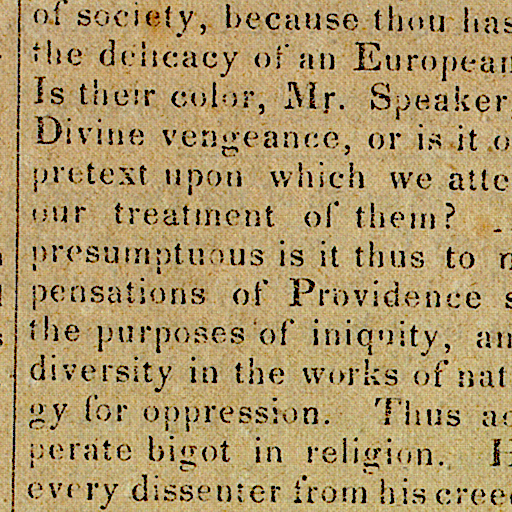 of society, because thou has
the delicacy of an European
Is their color, Mr. Speaker,
Divine vengeance, or is it o
pretext upon which we atte
our treatment of them?
presumptuous is it thus to
pensations of Providence s
the purposes of iniquity, an
diversity in the works of nat
gy for oppression. Thus ac
perate bigot in religion. H
every dissenter from his cree